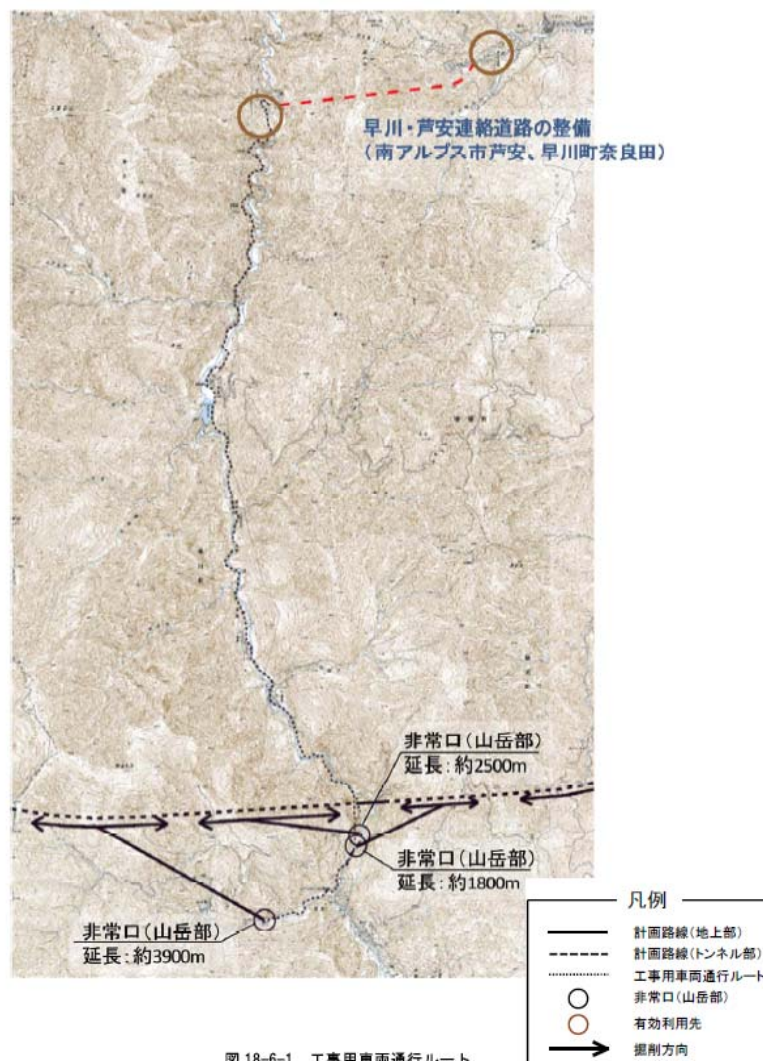 早川・芦安連絡道路の整備
（南アルプス市芦安、早川町奈良田）
非常口（山岳部）
延長：約2500m
非常口（山岳部）
延長：約1800m
非常口（山岳部）
延長：約3900m
凡例
計画路線（地上部）
計画路線（トンネル部）
工事用車両通行ルート
非常口（山岳部）
有効利用先
掘削方向
図 18-6-1 工事用車両通行ルート